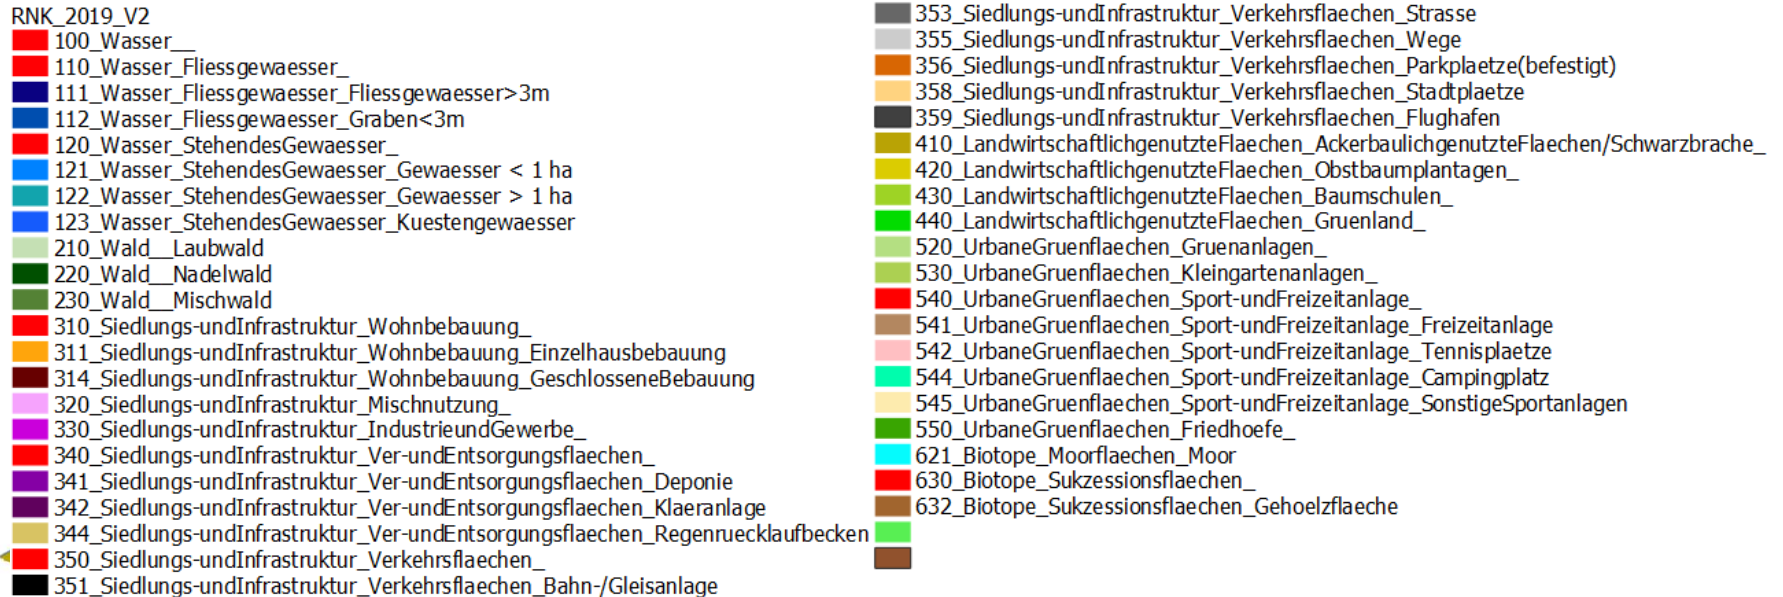 RNK_2019_V2
100_Wasser__
110_Wasser_Fliessgewaesser_
111_Wasser_Fliessgewaesser_Fliessgewaesser>3m
112_Wasser_Fliessgewaesser_Graben<3m
120_Wasser_StehendesGewaesser_
121_Wasser_StehendesGewaesser_Gewaesser < 1 ha
122_Wasser_StehendesGewaesser_Gewaesser > 1 ha
123_Wasser_StehendesGewaesser_Kuestengewaesser
210_Wald__Laubwald
220_Wald__Nadelwald
230_Wald__Mischwald
310_Siedlungs-undInfrastruktur_Wohnbebauung_
311_Siedlungs-undInfrastruktur_Wohnbebauung_Einzelhausbebauung
314_Siedlungs-undInfrastruktur_Wohnbebauung_GeschlosseneBebauung
320_Siedlungs-undInfrastruktur_Mischnutzung_
330_Siedlungs-undInfrastruktur_IndustrieundGewerbe_
340_Siedlungs-undInfrastruktur_Ver-undEntsorgungsflaechen_
341_Siedlungs-undInfrastruktur_Ver-undEntsorgungsflaechen_Deponie
342_Siedlungs-undInfrastruktur_Ver-undEntsorgungsflaechen_Klaeranlage
344_Siedlungs-undInfrastruktur_Ver-undEntsorgungsflaechen_Regenruecklaufbecken
350_Siedlungs-undInfrastruktur_Verkehrsflaechen_
351_Siedlungs-undInfrastruktur_Verkehrsflaechen_Bahn-/Gleisanlage
353_Siedlungs-undInfrastruktur_Verkehrsflaechen_Strasse
355_Siedlungs-undInfrastruktur_Verkehrsflaechen_Wege
356_Siedlungs-undInfrastruktur_Verkehrsflaechen_Parkplaetze(befestigt)
358_Siedlungs-undInfrastruktur_Verkehrsflaechen_Stadtplaetze
359_Siedlungs-undInfrastruktur_Verkehrsflaechen_Flughafen
410_LandwirtschaftlichgenutzteFlaechen_AckerbaulichgenutzteFlaechen/Schwarzbrache_
420_LandwirtschaftlichgenutzteFlaechen_Obstbaumplantagen_
430_LandwirtschaftlichgenutzteFlaechen_Baumschulen_
440_LandwirtschaftlichgenutzteFlaechen_Gruenland_
520_UrbaneGruenflaechen_Gruenanlagen_
530_UrbaneGruenflaechen_Kleingartenanlagen_
540_UrbaneGruenflaechen_Sport-undFreizeitanlage_
541_UrbaneGruenflaechen_Sport-undFreizeitanlage_Freizeitanlage
542_UrbaneGruenflaechen_Sport-undFreizeitanlage_Tennisplaetze
544_UrbaneGruenflaechen_Sport-undFreizeitanlage_Campingplatz
545_UrbaneGruenflaechen_Sport-undFreizeitanlage_SonstigeSportanlagen
550_UrbaneGruenflaechen_Friedhoefe_
621_Biotope_Moorflaechen_Moor
630_Biotope_Sukzessionsflaechen_
632_Biotope_Sukzessionsflaechen_Gehoelzflaeche